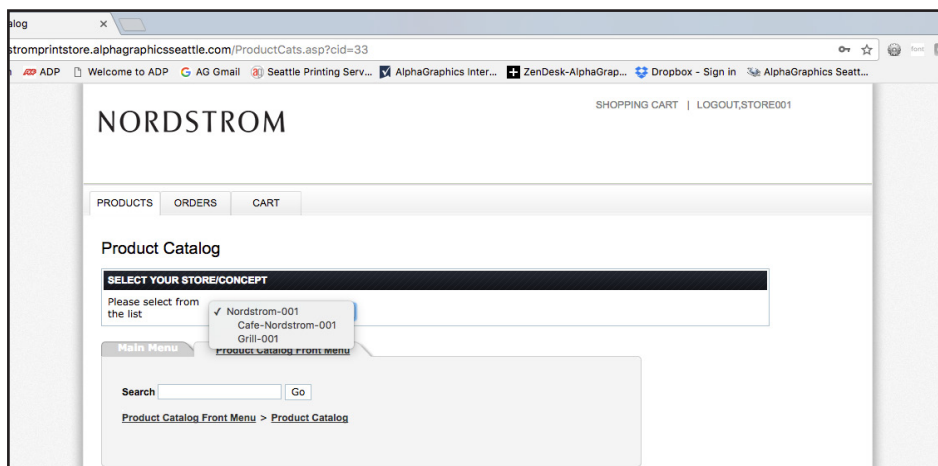 alog
stromprintstore.alphagraphicsseattle.com/ProductCats.asp?cid=33
ADP ADP Welcome to ADP G AG Gmail Seattle Printing Serv... AlphaGraphics Inter... ZenDesk-AlphaGrap... Dropbox - Sign in AlphaGraphics Seatt...
SHOPPING CART | LOGOUT,STORE001
NORDSTROM
PRODUCTS ORDERS CART
Product Catalog
SELECT YOUR STORE/CONCEPT
Please select from
the list
✓ Nordstrom-001
Cafe-Nordstrom-001
Grill-001
Main Menu Product Catalog Front Menu
Search Go
Product Catalog Front Menu > Product Catalog